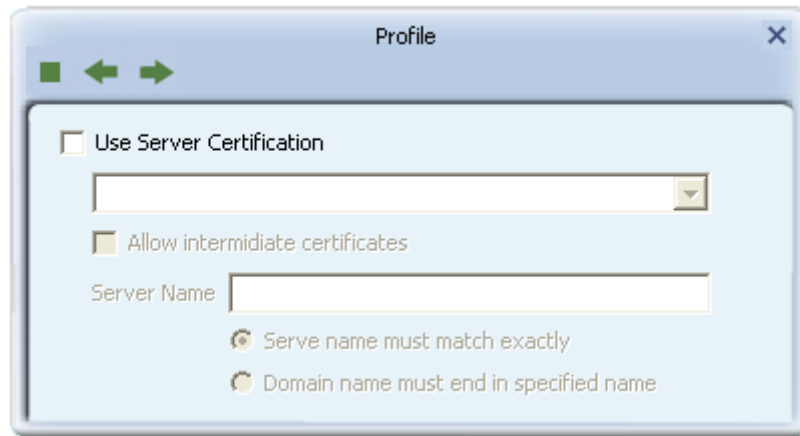 Profile
Use Server Certification
Allow intermidiate certificates
Server Name
Serve name must match exactly
Domain name must end in specified name